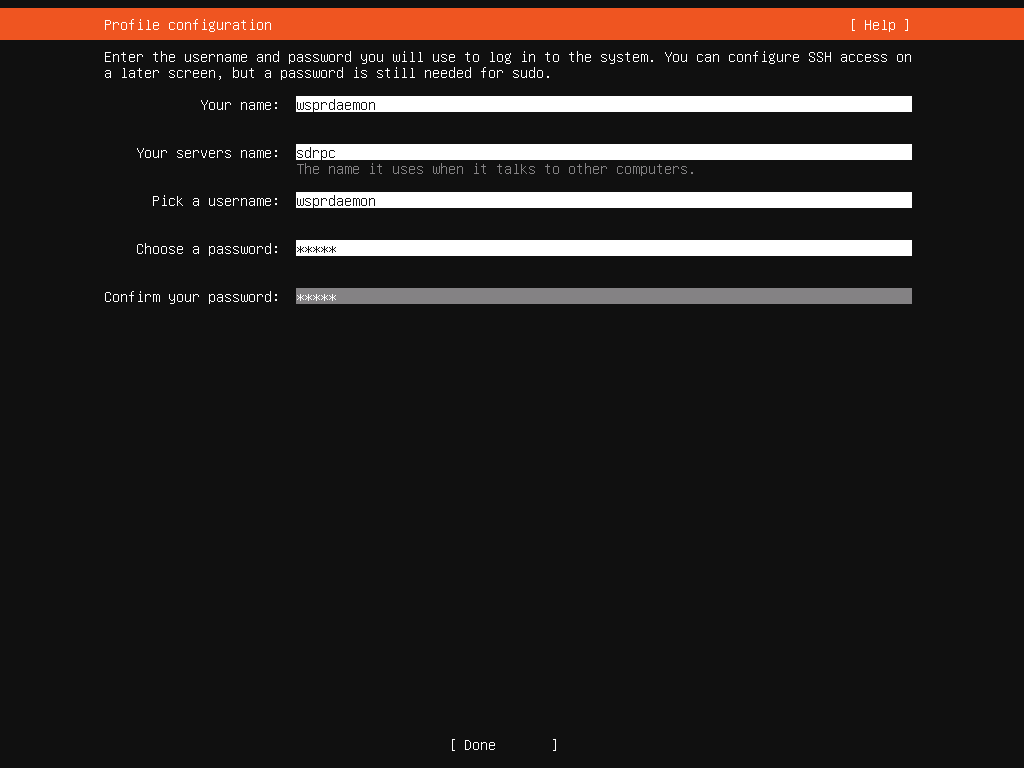 Profile configuration [ Help ]
Enter the username and password you will use to log in to the system. You can configure SSH access on
a later screen, but a password is still needed for sudo.
Your name: wsprdaemon
Your servers name: sdrpc
The name it uses when it talks to other computers.
Pick a username: wsprdaemon
Choose a password: *****
Confirm your password: *****
[ Done ]